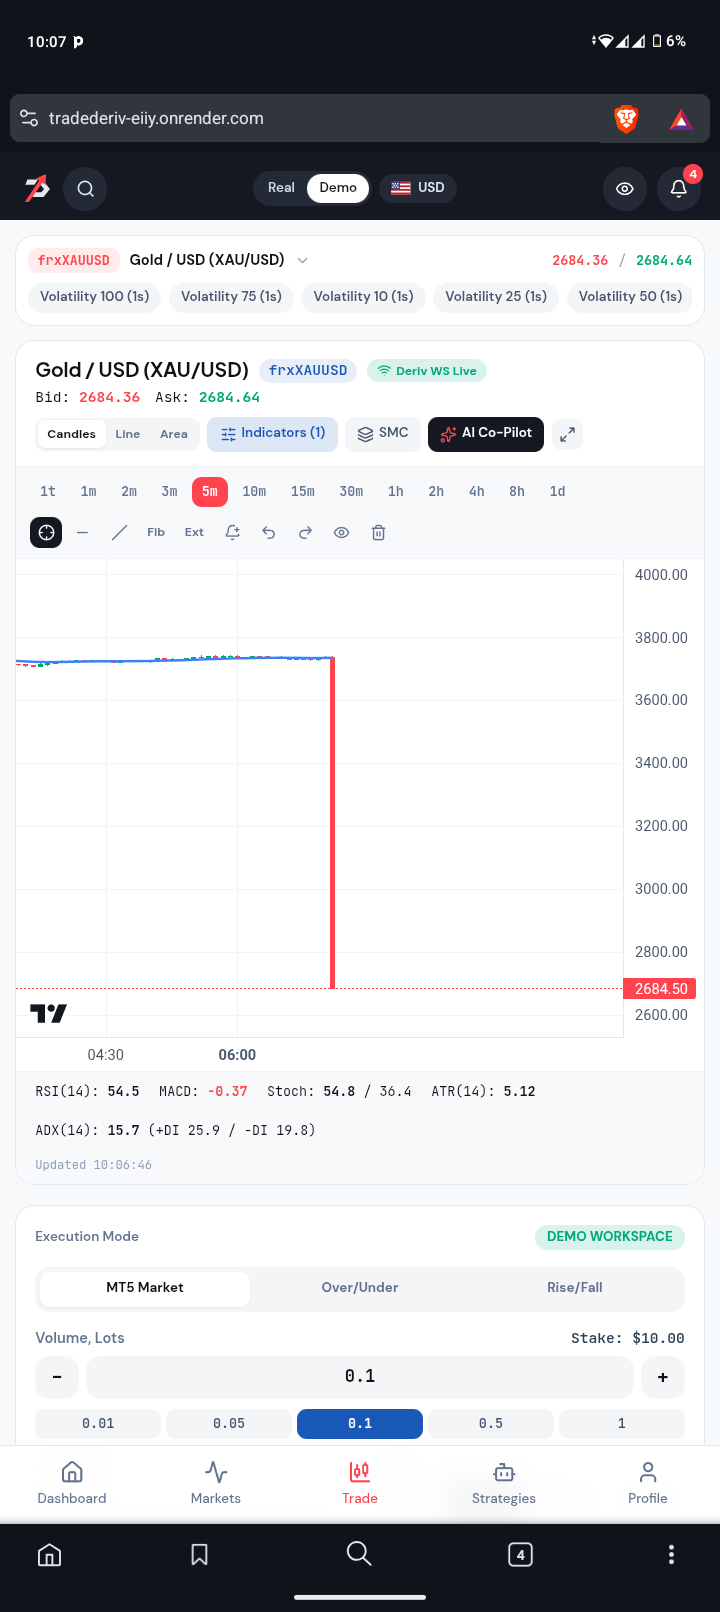 10:07
6%
tradederiv-eiiy.onrender.com
Real Demo USD 4
frxXAUUSD Gold / USD (XAU/USD) 2684.36 / 2684.64
Volatility 100 (1s) Volatility 75 (1s) Volatility 10 (1s) Volatility 25 (1s) Volatility 50 (1s)
Gold / USD (XAU/USD) frxXAUUSD Deriv WS Live
Bid: 2684.36 Ask: 2684.64
Candles Line Area Indicators (1) SMC AI Co-Pilot
1t 1m 2m 3m 5m 10m 15m 30m 1h 2h 4h 8h 1d
Fib Ext
4000.00
3800.00
3600.00
3400.00
3200.00
3000.00
2800.00
2684.50
2600.00
04:30 06:00
RSI(14): 54.5 MACD: -0.37 Stoch: 54.8 / 36.4 ATR(14): 5.12
ADX(14): 15.7 (+DI 25.9 / -DI 19.8)
Updated 10:06:46
Execution Mode DEMO WORKSPACE
MT5 Market Over/Under Rise/Fall
Volume, Lots Stake: $10.00
- 0.1 +
0.01 0.05 0.1 0.5 1
Dashboard Markets Trade Strategies Profile
4